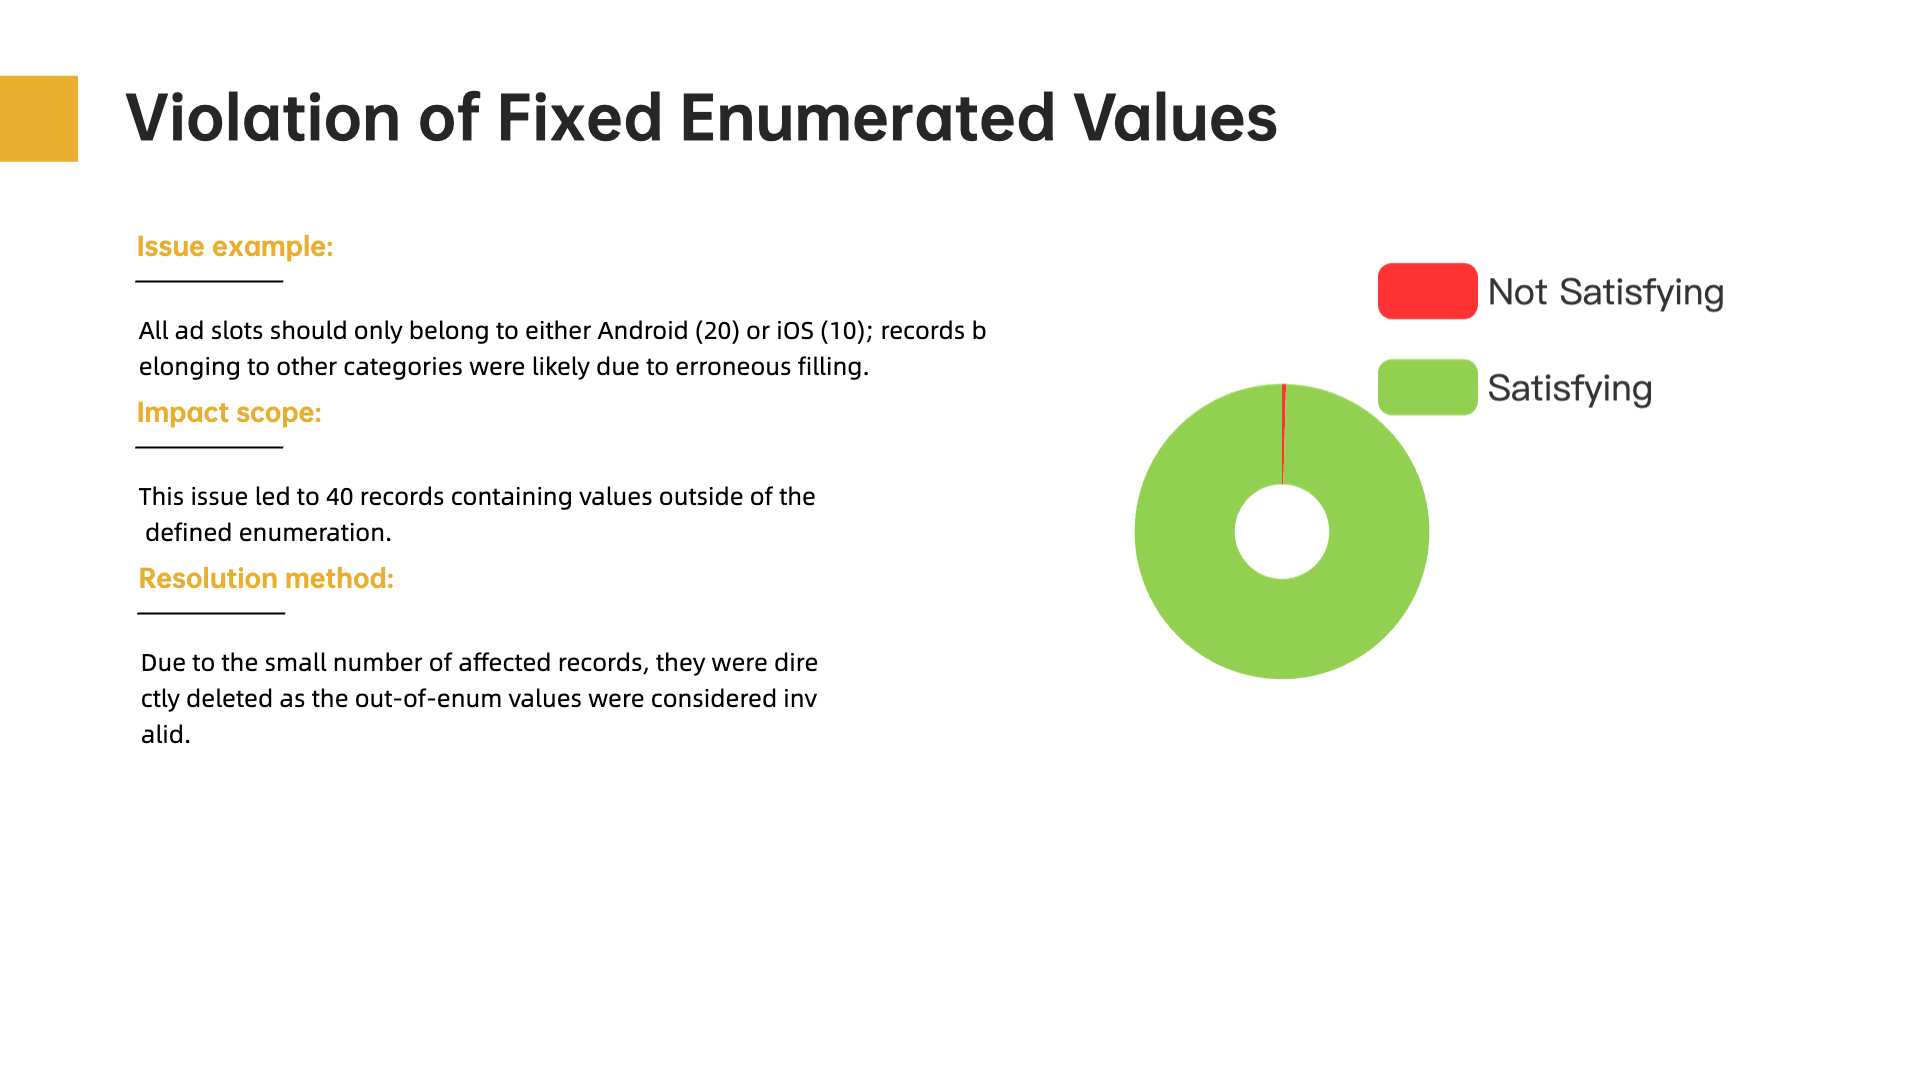 Violation of Fixed Enumerated Values
Issue example:
All ad slots should only belong to either Android (20) or iOS (10); records b
elonging to other categories were likely due to erroneous filling.
Impact scope:
This issue led to 40 records containing values outside of the
defined enumeration.
Resolution method:
Due to the small number of affected records, they were dire
ctly deleted as the out-of-enum values were considered inv
alid.
Not Satisfying
Satisfying